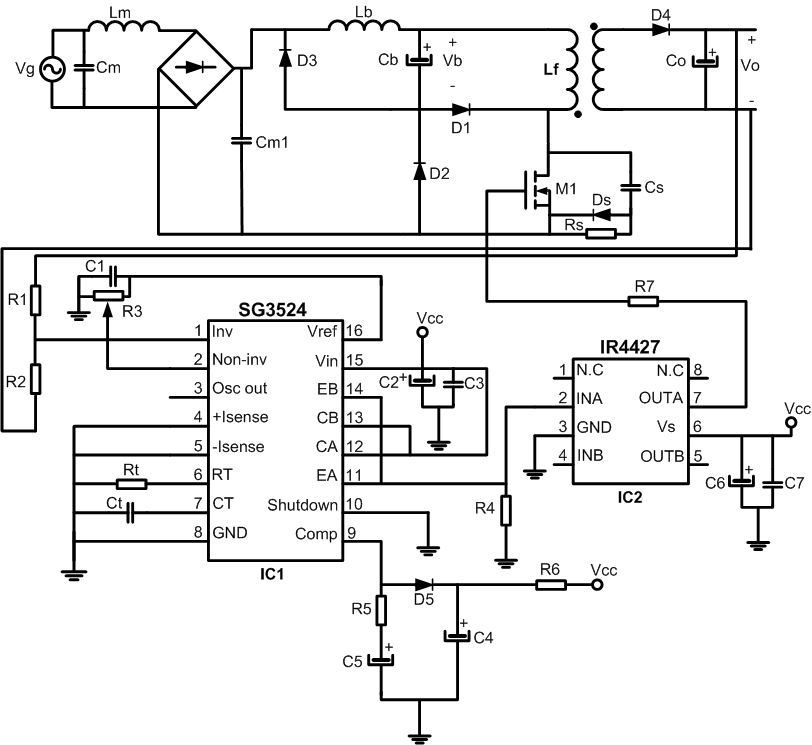 Lm
Lb
D4
Vg
Cm
D3
Cb
+
+
Vb
-
Lf
Co
+
+
Vo
-
D1
Cm1
D2
M1
Cs
Ds
Rs
C1
R3
R1
R2
R7
SG3524
1 Inv Vref 16
2 Non-inv Vin 15
3 Osc out EB 14
4 +Isense CB 13
5 -Isense CA 12
6 RT EA 11
7 CT Shutdown 10
8 GND Comp 9
IC1
Rt
Ct
Vcc
C2+
C3
IR4427
1 N.C N.C 8
2 INA OUTA 7
3 GND Vs 6
4 INB OUTB 5
IC2
Vcc
C6
+
C7
R4
D5
R6
Vcc
R5
C5
+
C4
+